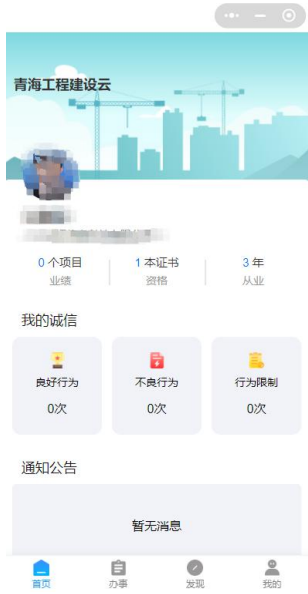 青海工程建设云
0 个项目 1 本证书 3 年
业绩 资格 从业
我的诚信
良好行为 不良行为 行为限制
0次 0次 0次
通知公告
暂无消息
首页 办事 发现 我的